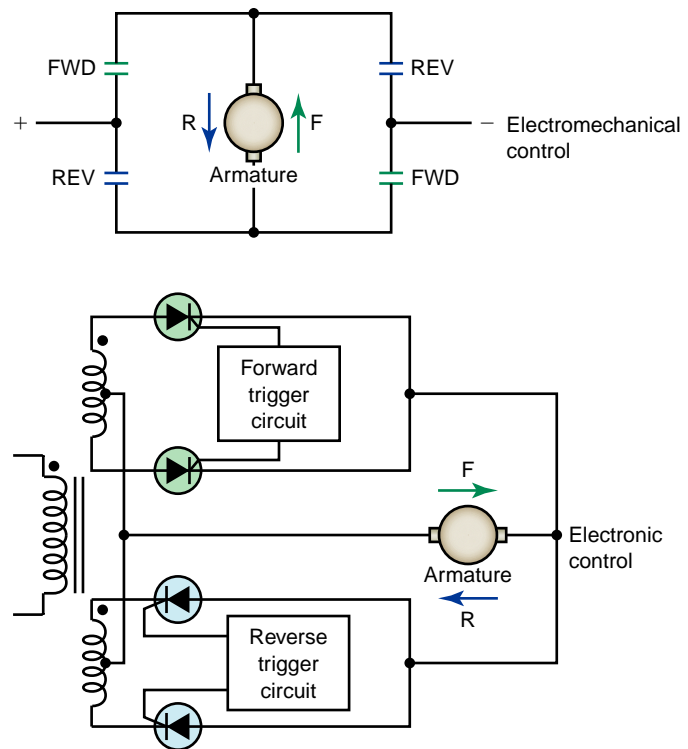 FWD
REV
+
R
F
−
Electromechanical
control
REV
Armature
FWD
Forward
trigger
circuit
F
Electronic
control
Armature
R
Reverse
trigger
circuit